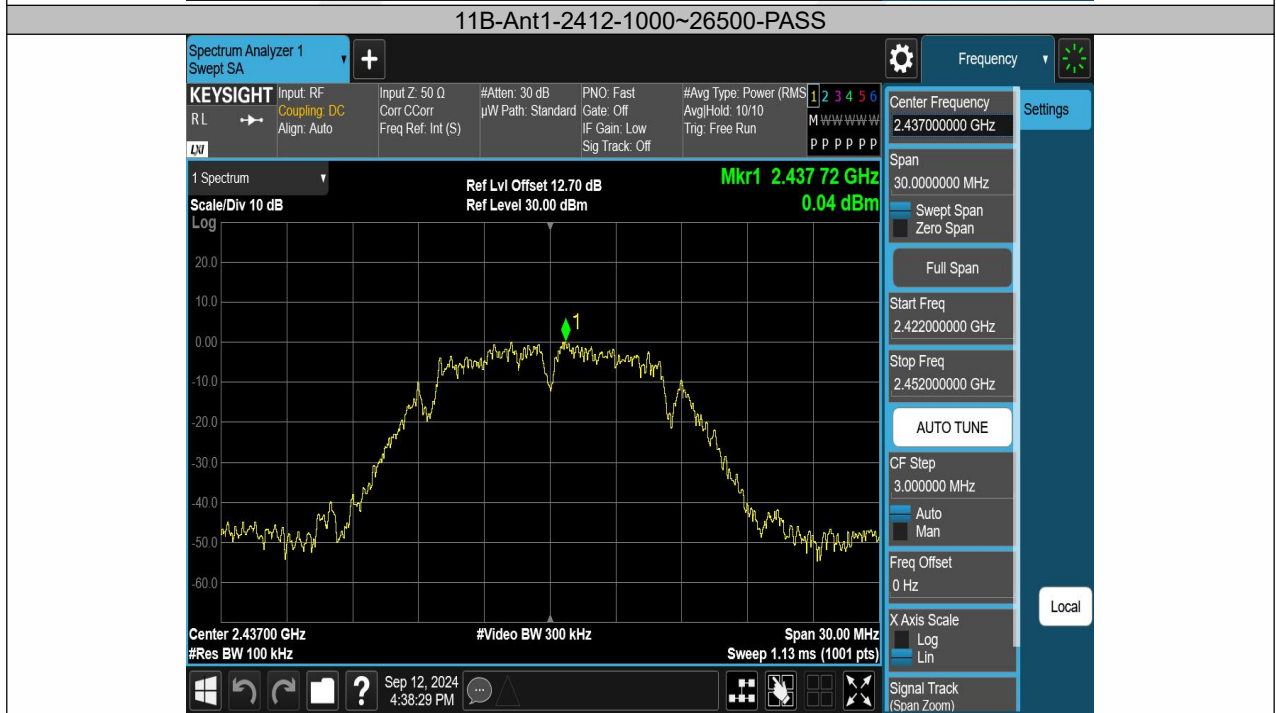 11B-Ant1-2412-1000~26500-PASS
Spectrum Analyzer 1
Swept SA
+
Frequency
KEYSIGHT
RL
LXI
Input: RF
Coupling: DC
Align: Auto
Input Z: 50 Ω
Corr CCorr
Freq Ref: Int (S)
#Atten: 30 dB
µW Path: Standard
PNO: Fast
Gate: Off
IF Gain: Low
Sig Track: Off
#Avg Type: Power (RMS
Avg|Hold: 10/10
Trig: Free Run
1 2 3 4 5 6
M W W W W W
P P P P P P
1 Spectrum
Scale/Div 10 dB
Log
Ref Lvl Offset 12.70 dB
Ref Level 30.00 dBm
Mkr1 2.437 72 GHz
0.04 dBm
20.0
10.0
0.00
-10.0
-20.0
-30.0
-40.0
-50.0
-60.0
1
Center 2.43700 GHz
#Res BW 100 kHz
#Video BW 300 kHz
Span 30.00 MHz
Sweep 1.13 ms (1001 pts)
Center Frequency
2.437000000 GHz
Settings
Span
30.0000000 MHz
Swept Span
Zero Span
Full Span
Start Freq
2.422000000 GHz
Stop Freq
2.452000000 GHz
AUTO TUNE
CF Step
3.000000 MHz
Auto
Man
Freq Offset
0 Hz
X Axis Scale
Log
Lin
Local
Signal Track
(Span Zoom)
?
Sep 12, 2024
4:38:29 PM